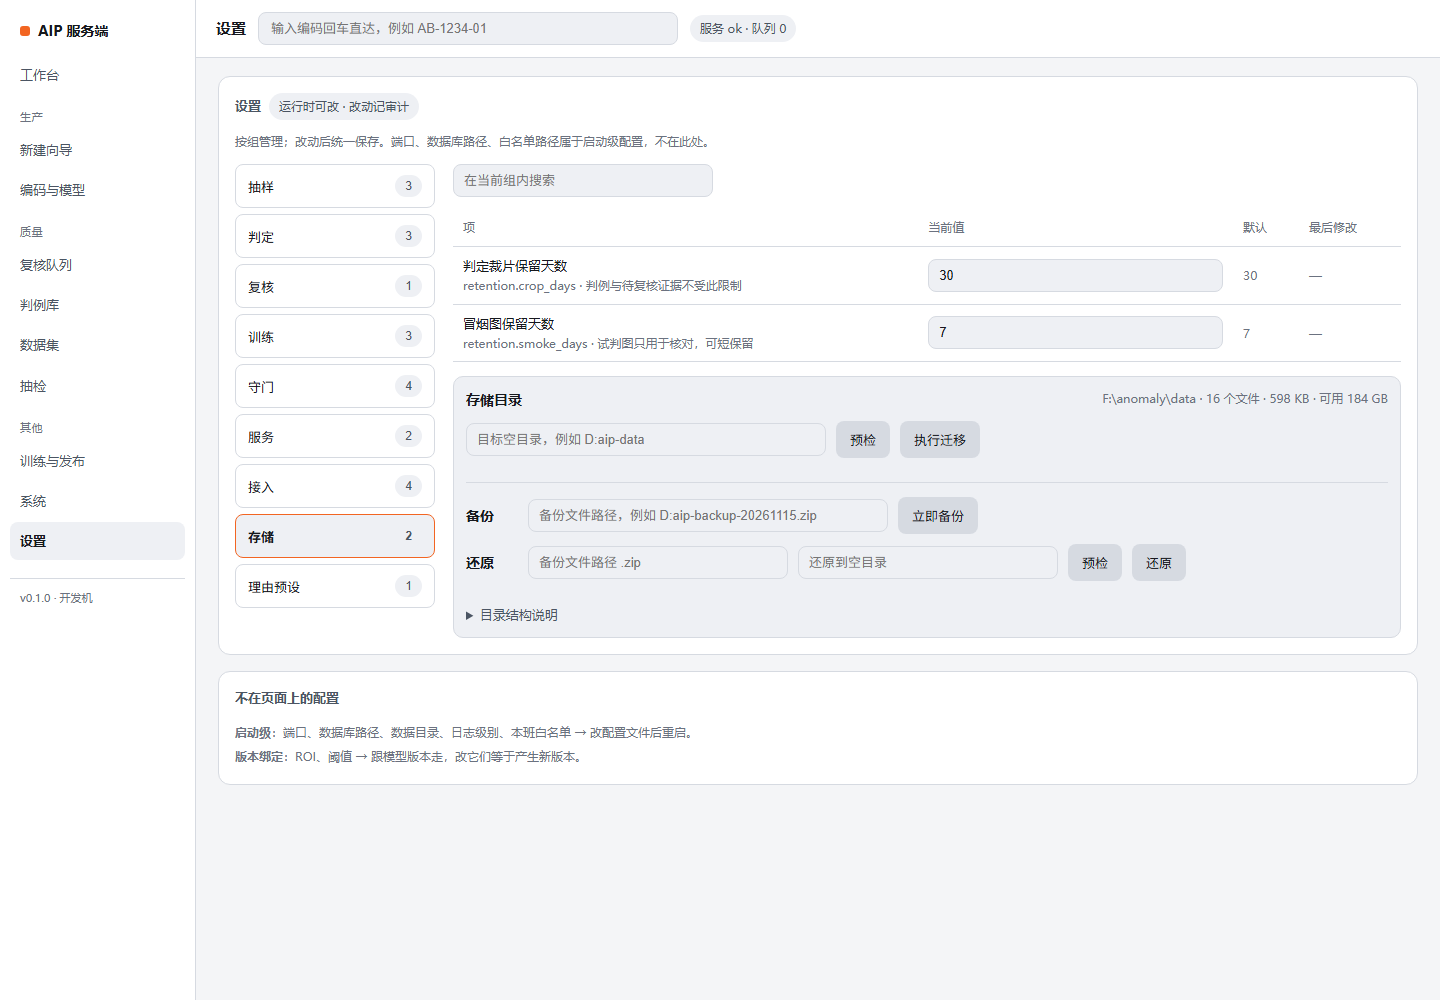 AIP 服务端
工作台
生产
新建向导
编码与模型
质量
复核队列
判例库
数据集
抽检
其他
训练与发布
系统
设置
v0.1.0 · 开发机
设置
输入编码回车直达，例如 AB-1234-01
服务 ok · 队列 0
设置
运行时可改 · 改动记审计
按组管理；改动后统一保存。端口、数据库路径、白名单路径属于启动级配置，不在此处。
抽样 3
判定 3
复核 1
训练 3
守门 4
服务 2
接入 4
存储 2
理由预设 1
在当前组内搜索
项 当前值 默认 最后修改
判定裁片保留天数
retention.crop_days · 判例与待复核证据不受此限制
30 30 —
冒烟图保留天数
retention.smoke_days · 试判图只用于核对，可短保留
7 7 —
存储目录
F:\anomaly\data · 16 个文件 · 598 KB · 可用 184 GB
目标空目录，例如 D:aip-data 预检 执行迁移
备份 备份文件路径，例如 D:aip-backup-20261115.zip 立即备份
还原 备份文件路径 .zip 还原到空目录 预检 还原
▶ 目录结构说明
不在页面上的配置
启动级：端口、数据库路径、数据目录、日志级别、本班白名单 → 改配置文件后重启。
版本绑定：ROI、阈值 → 跟模型版本走，改它们等于产生新版本。